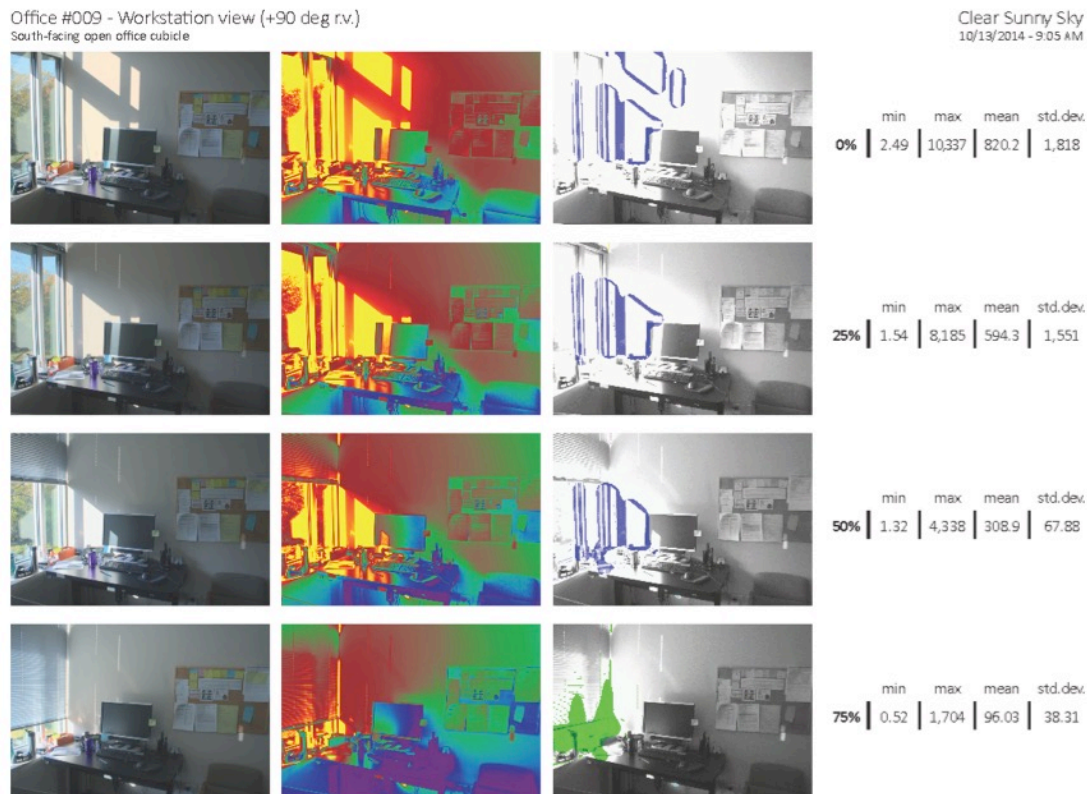 Office #009 - Workstation view (+90 deg r.v.)
South-facing open office cubicle
Clear Sunny Sky
10/13/2014 - 9:05 AM
min max mean std.dev.
0% 2.49 10,337 820.2 1,818
min max mean std.dev.
25% 1.54 8,185 594.3 1,551
min max mean std.dev.
50% 1.32 4,338 308.9 67.88
min max mean std.dev.
75% 0.52 1,704 96.03 38.31